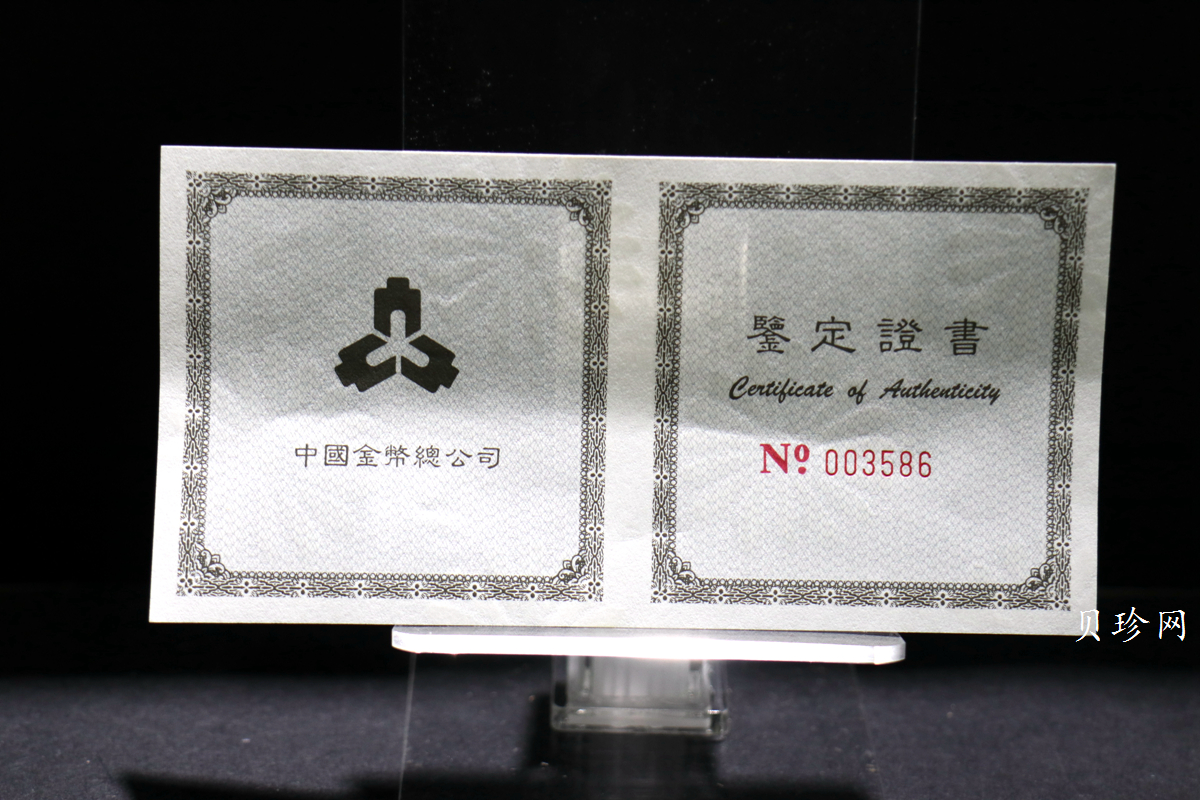 中國金幣總公司
鑒定證書
Certificate of Authenticity
Nº 003586
贝珍网